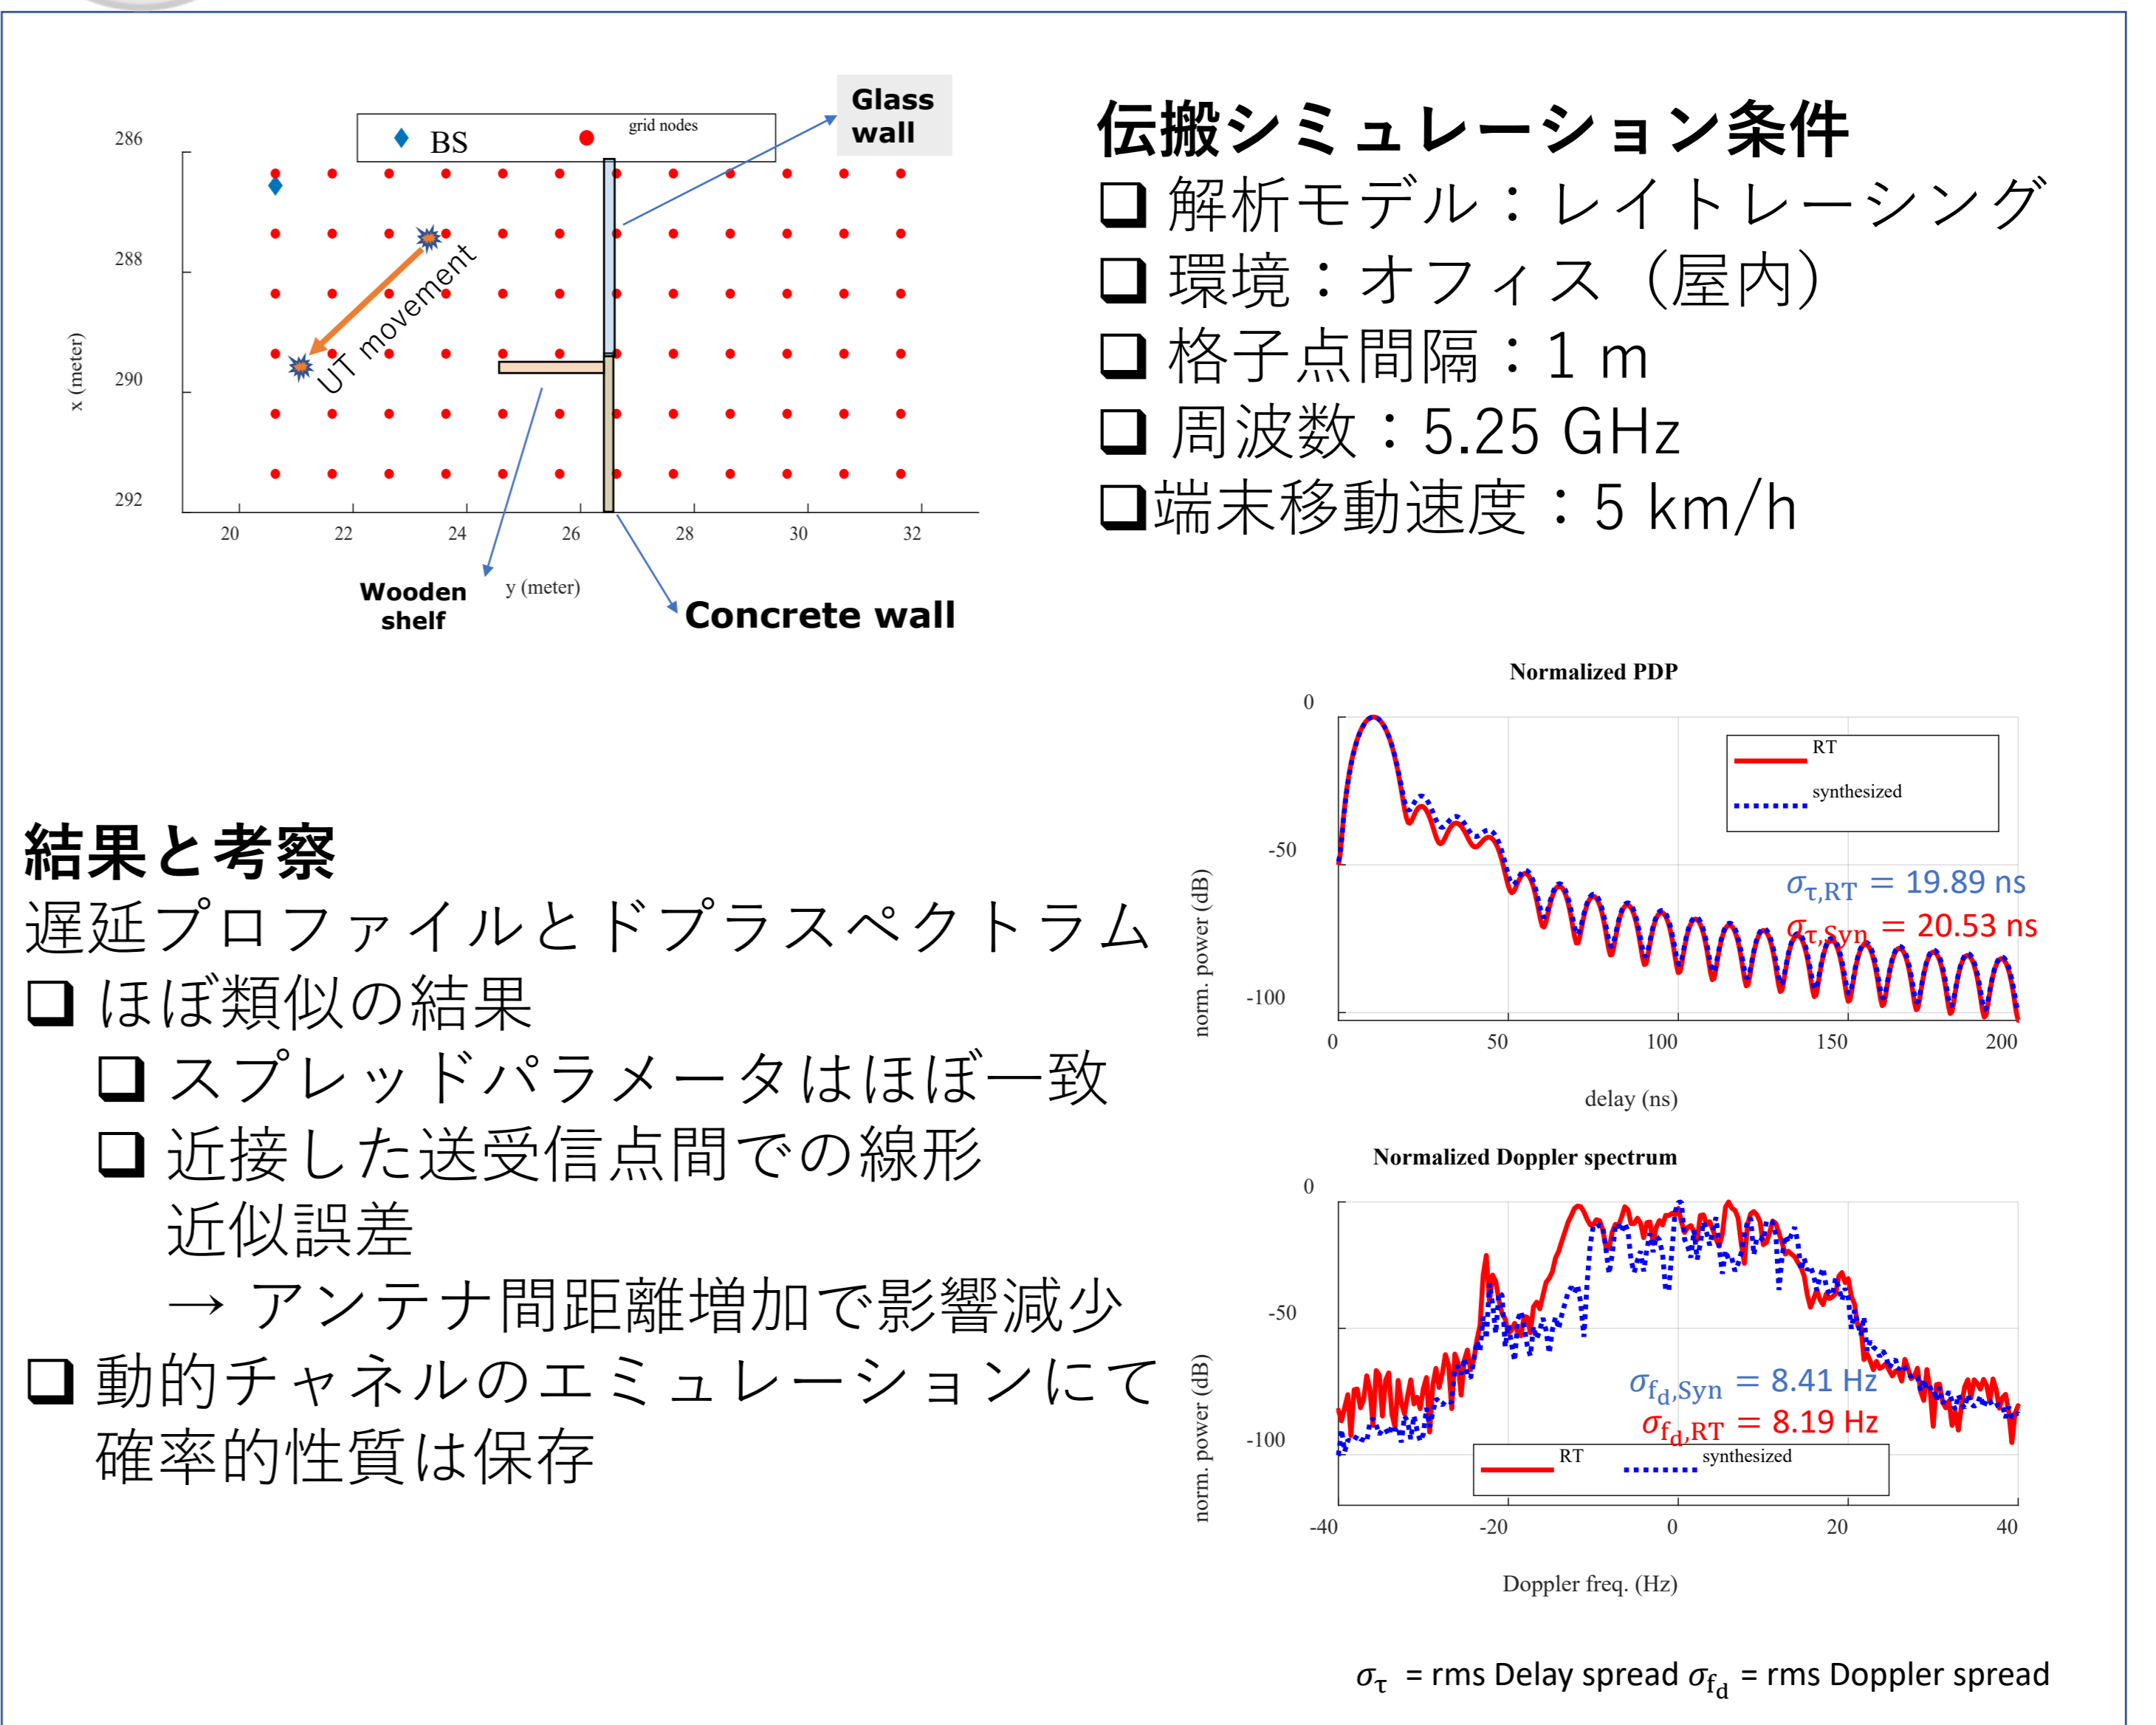 BS
grid nodes
Glass
wall
286
288
290
292
x (meter)
UT movement
20 22 24 26 28 30 32
y (meter)
Wooden
shelf
Concrete wall
伝搬シミュレーション条件
❑ 解析モデル：レイトレーシング
❑ 環境：オフィス（屋内）
❑ 格子点間隔：1 m
❑ 周波数：5.25 GHz
❑端末移動速度：5 km/h
結果と考察
遅延プロファイルとドプラスペクトラム
❑ ほぼ類似の結果
❑ スプレッドパラメータはほぼ一致
❑ 近接した送受信点間での線形
近似誤差
→ アンテナ間距離増加で影響減少
❑ 動的チャネルのエミュレーションにて
確率的性質は保存
Normalized PDP
0
-50
-100
norm. power (dB)
RT
synthesized
στ,RT = 19.89 ns
στ,Syn = 20.53 ns
0 50 100 150 200
delay (ns)
Normalized Doppler spectrum
0
-50
-100
norm. power (dB)
σfd,Syn = 8.41 Hz
σfd,RT = 8.19 Hz
RT synthesized
-40 -20 0 20 40
Doppler freq. (Hz)
στ = rms Delay spread σfd = rms Doppler spread